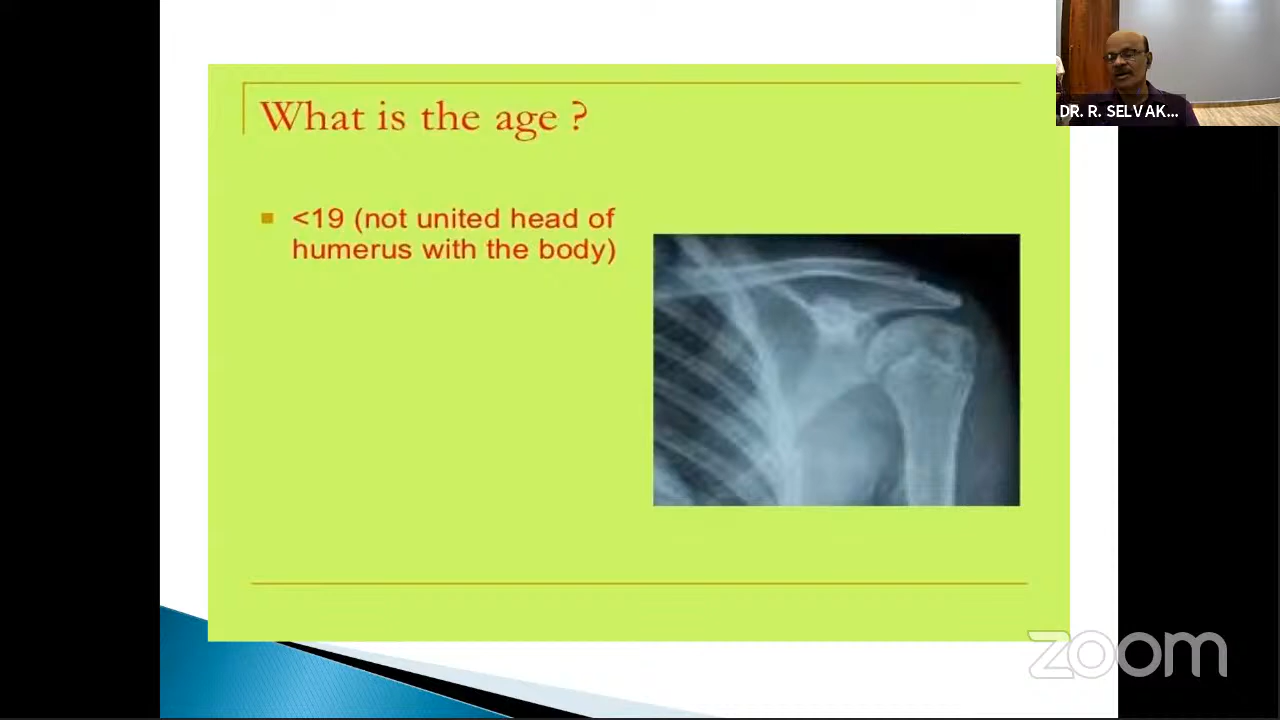 What is the age ?
<19 (not united head of
humerus with the body)
DR. R. SELVAK...
zoom